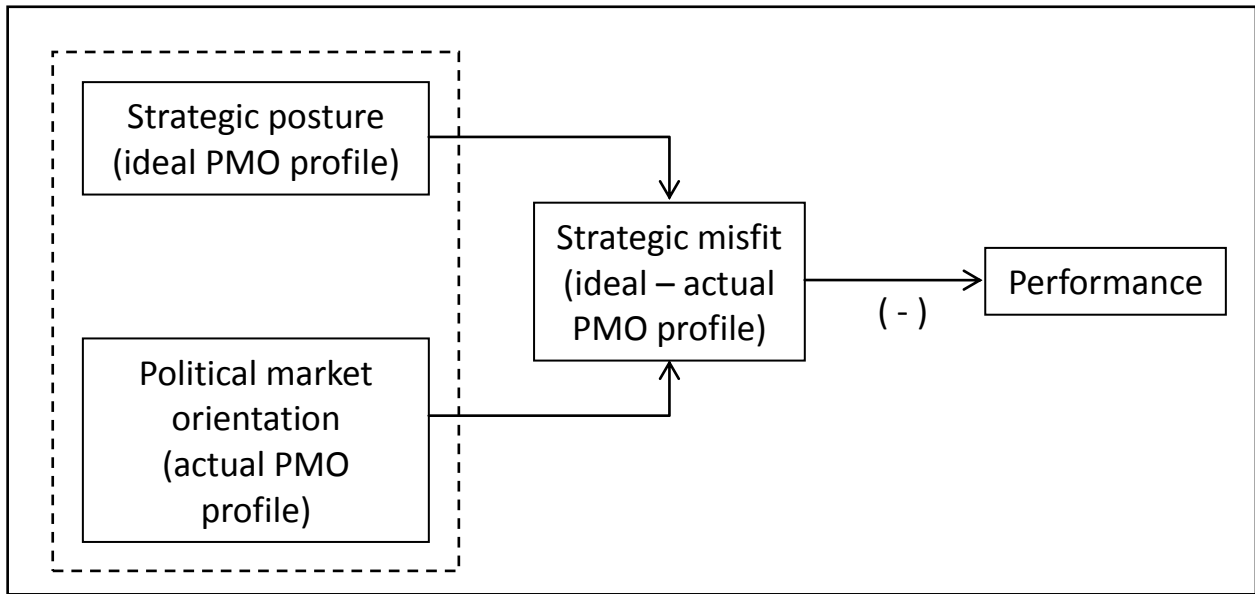 Strategic posture
(ideal PMO profile)
Political market
orientation
(actual PMO
profile)
Strategic misfit
(ideal – actual
PMO profile)
( - )
Performance